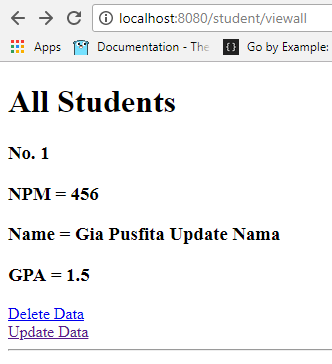 localhost:8080/student/viewall
Apps Documentation - The {} Go by Example:
All Students
No. 1
NPM = 456
Name = Gia Pusfita Update Nama
GPA = 1.5
Delete Data
Update Data